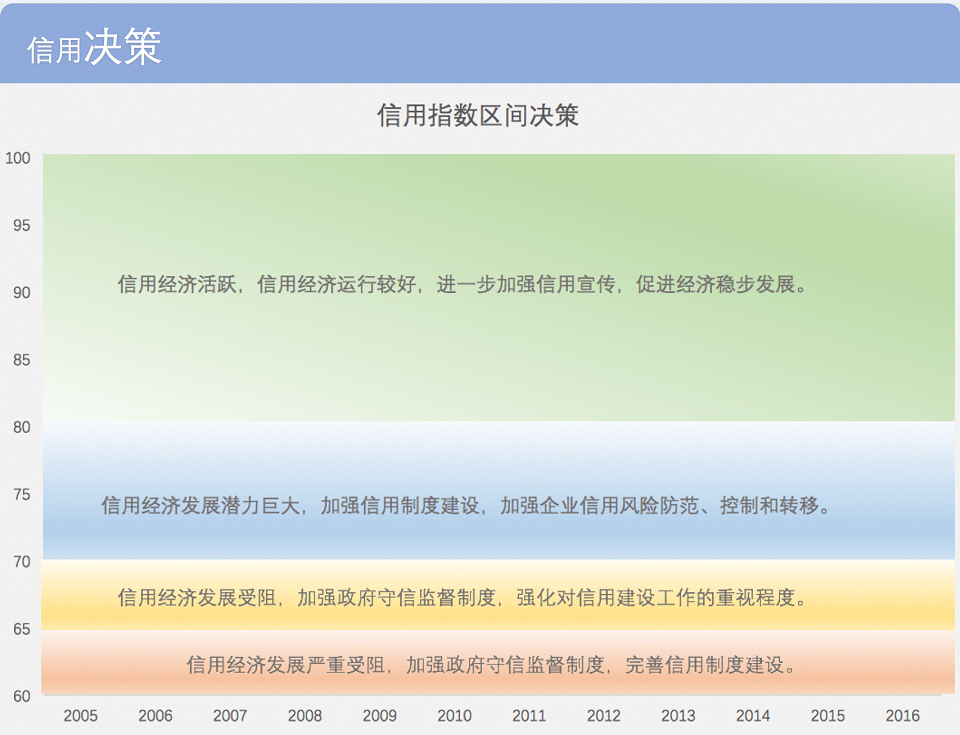 信用决策
信用指数区间决策
100
95
90
信用经济活跃，信用经济运行较好，进一步加强信用宣传，促进经济稳步发展。
85
80
75
信用经济发展潜力巨大，加强信用制度建设，加强企业信用风险防范、控制和转移。
70
信用经济发展受阻，加强政府守信监督制度，强化对信用建设工作的重视程度。
65
信用经济发展严重受阻，加强政府守信监督制度，完善信用制度建设。
60
2005 2006 2007 2008 2009 2010 2011 2012 2013 2014 2015 2016